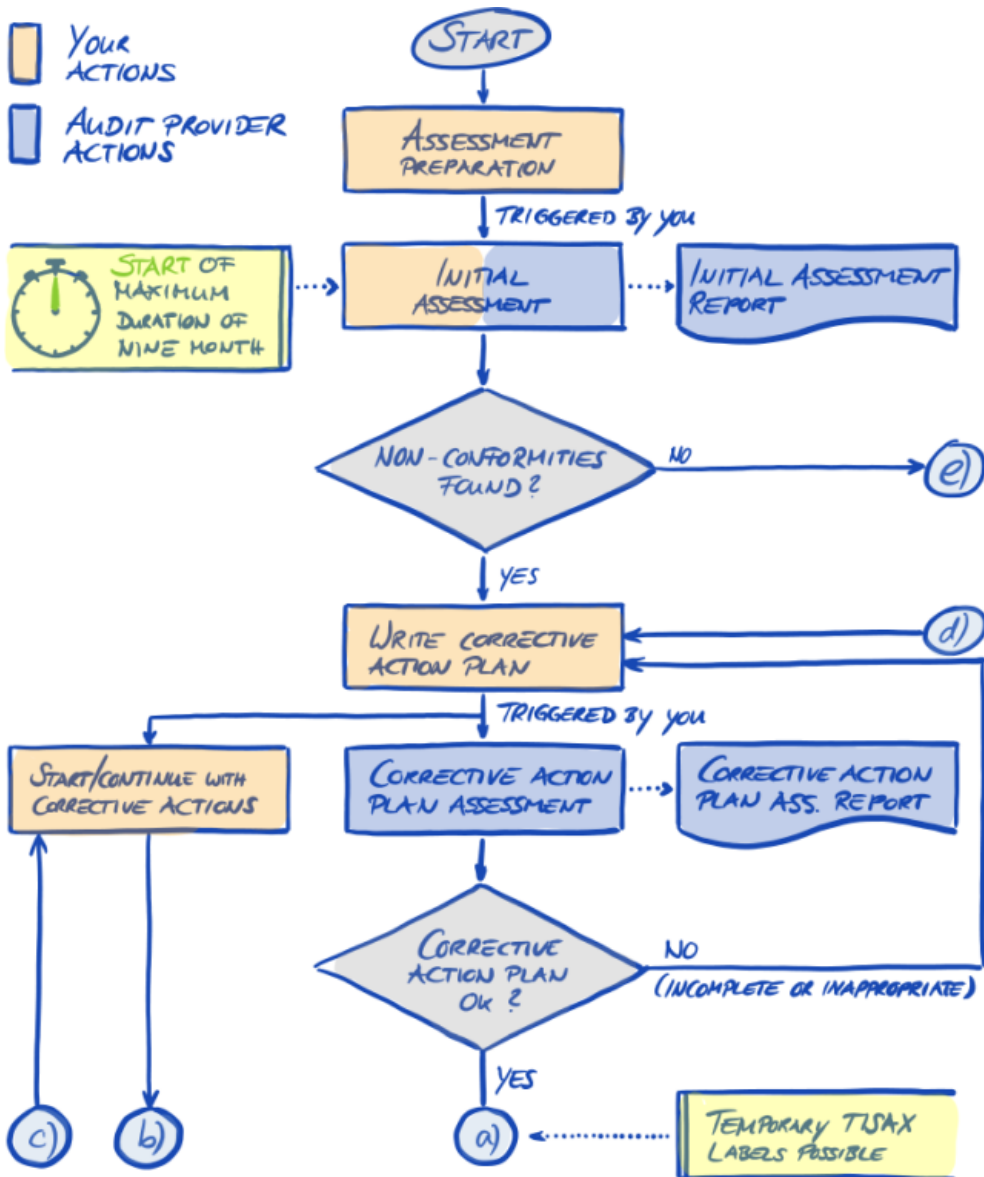 Your
Actions
Audit Provider
Actions
Start
Assessment
Preparation
Triggered by you
Start of
Maximum
Duration of
Nine Month
Initial
Assessment
Initial Assessment
Report
Non-Conformities
Found?
No
e)
Yes
Write Corrective
Action Plan
d)
Triggered by you
Start/Continue with
Corrective Actions
Corrective Action
Plan Assessment
Corrective Action
Plan Ass. Report
Corrective
Action Plan
Ok?
No
(Incomplete or Inappropriate)
Yes
c)
b)
a)
Temporary TISAX
Labels Possible